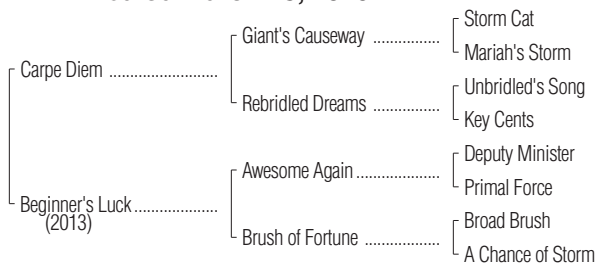 Giant's Causeway ................
Storm Cat
Mariah's Storm
Carpe Diem ..........................
Rebridled Dreams ................
Unbridled's Song
Key Cents
Awesome Again ....................
Deputy Minister
Primal Force
Beginner's Luck ....................
(2013)
Brush of Fortune ..................
Broad Brush
A Chance of Storm